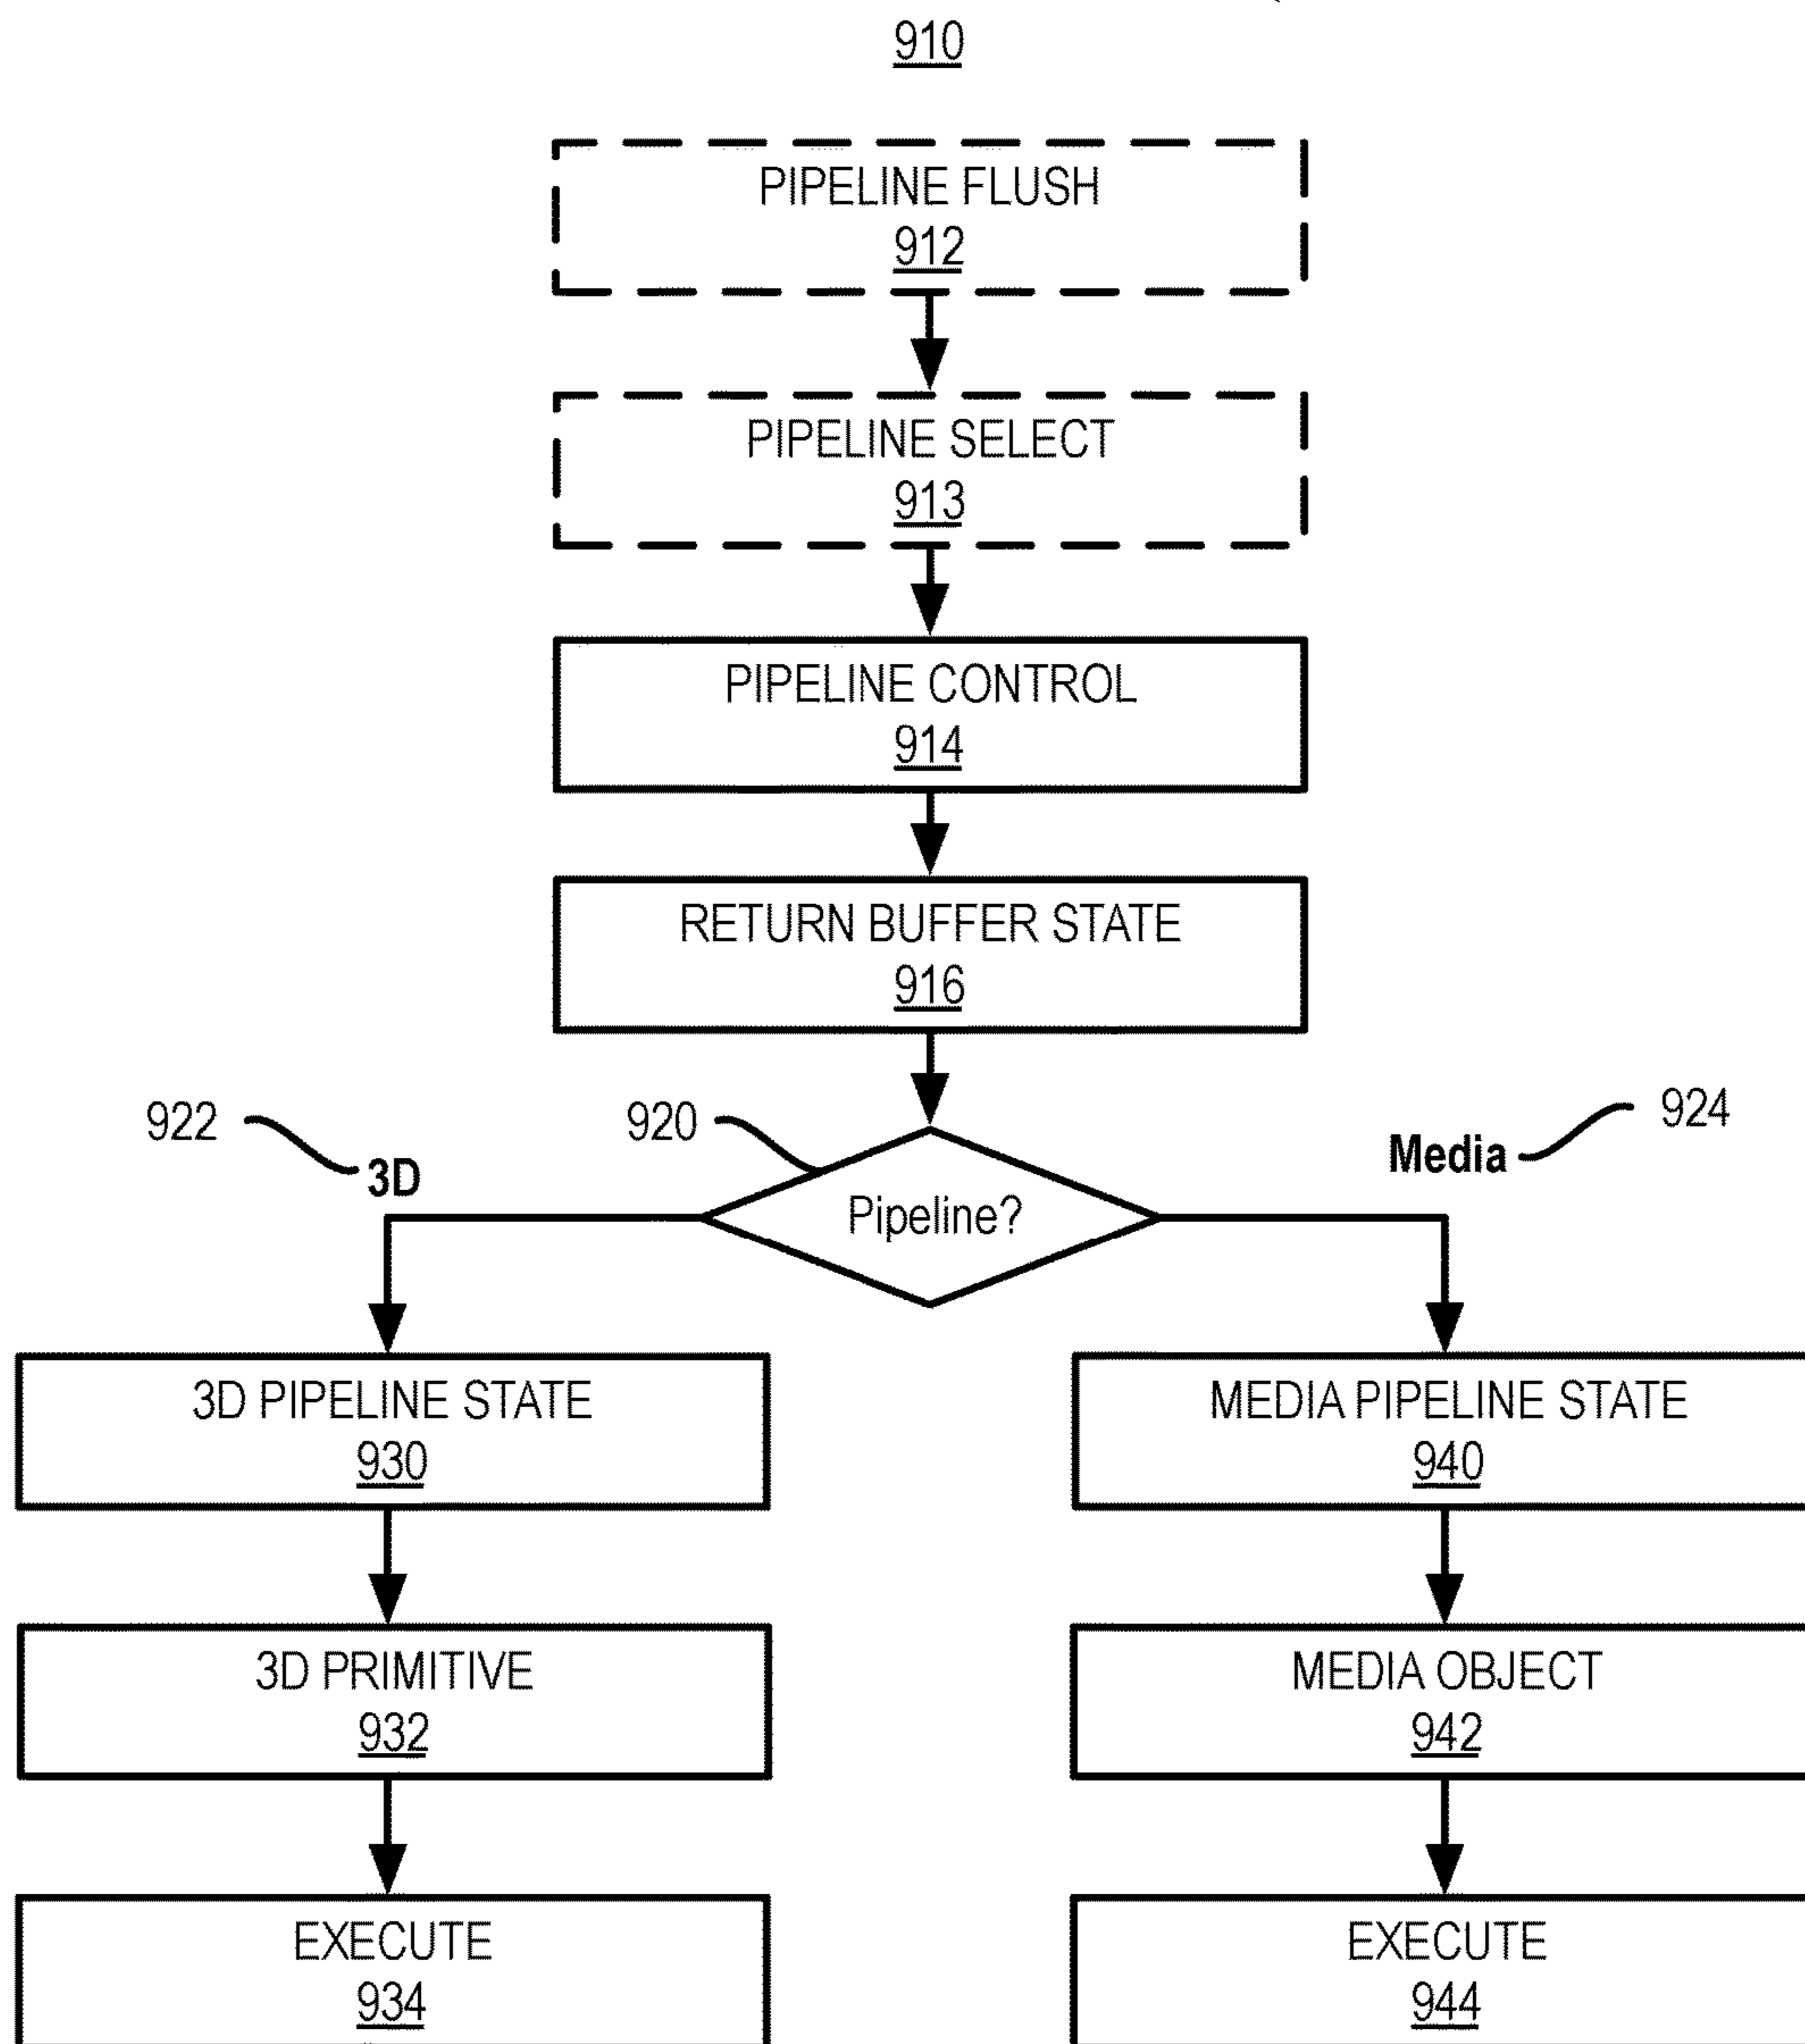 910
PIPELINE FLUSH
912
PIPELINE SELECT
913
PIPELINE CONTROL
914
RETURN BUFFER STATE
916
922
920
924
3D
Media
Pipeline?
3D PIPELINE STATE
930
MEDIA PIPELINE STATE
940
3D PRIMITIVE
932
MEDIA OBJECT
942
EXECUTE
934
EXECUTE
944